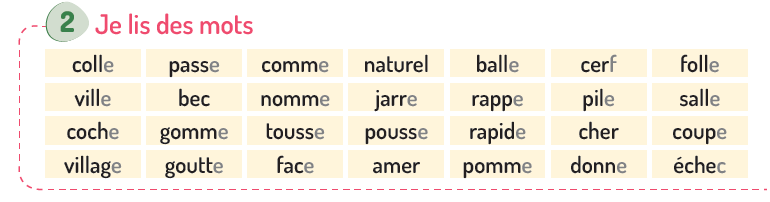 2 Je lis des mots
colle passe comme naturel balle cerf folle
ville bec nomme jarre rappe pile salle
coche gomme tousse pousse rapide cher coupe
village goutte face amer pomme donne échec